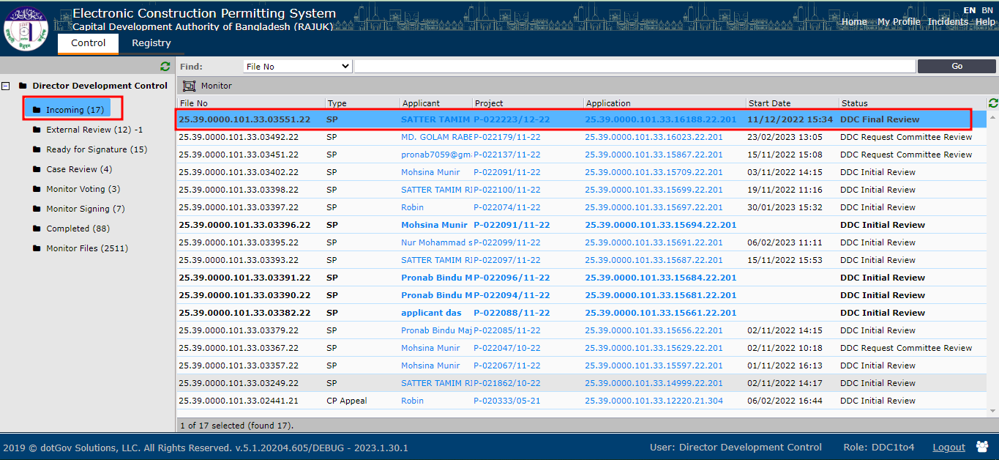 Electronic Construction Permitting System
Capital Development Authority of Bangladesh (RAJUK)
EN BN
Home My Profile Incidents Help
Control Registry
Find: File No Go
Director Development Control
Incoming (17)
External Review (12) -1
Ready for Signature (15)
Case Review (4)
Monitor Voting (3)
Monitor Signing (7)
Completed (88)
Monitor Files (2511)
Monitor
File No Type Applicant Project Application Start Date Status
25.39.0000.101.33.03551.22 SP SATTER TAMIM P-022223/12-22 25.39.0000.101.33.16188.22.201 11/12/2022 15:34 DDC Final Review
25.39.0000.101.33.03492.22 SP MD. GOLAM RABE P-022179/11-22 25.39.0000.101.33.16023.22.201 23/02/2023 13:05 DDC Request Committee Review
25.39.0000.101.33.03451.22 SP pronab7059@gm P-022137/11-22 25.39.0000.101.33.15867.22.201 15/11/2022 15:08 DDC Request Committee Review
25.39.0000.101.33.03402.22 SP Mohsina Munir P-022091/11-22 25.39.0000.101.33.15709.22.201 03/11/2022 14:15 DDC Initial Review
25.39.0000.101.33.03398.22 SP SATTER TAMIM RI P-022100/11-22 25.39.0000.101.33.15699.22.201 19/11/2022 11:16 DDC Initial Review
25.39.0000.101.33.03397.22 SP Robin P-022074/11-22 25.39.0000.101.33.15697.22.201 30/01/2023 15:32 DDC Initial Review
25.39.0000.101.33.03396.22 SP Mohsina Munir P-022091/11-22 25.39.0000.101.33.15694.22.201 DDC Initial Review
25.39.0000.101.33.03395.22 SP Nur Mohammad s P-022099/11-22 25.39.0000.101.33.15691.22.201 06/02/2023 11:11 DDC Initial Review
25.39.0000.101.33.03393.22 SP SATTER TAMIM RI P-022097/11-22 25.39.0000.101.33.15687.22.201 15/11/2022 15:53 DDC Initial Review
25.39.0000.101.33.03391.22 SP Pronab Bindu M P-022096/11-22 25.39.0000.101.33.15684.22.201 DDC Initial Review
25.39.0000.101.33.03390.22 SP Pronab Bindu M P-022094/11-22 25.39.0000.101.33.15681.22.201 DDC Initial Review
25.39.0000.101.33.03382.22 SP applicant das P-022088/11-22 25.39.0000.101.33.15661.22.201 DDC Initial Review
25.39.0000.101.33.03379.22 SP Pronab Bindu Maj P-022085/11-22 25.39.0000.101.33.15656.22.201 02/11/2022 14:15 DDC Initial Review
25.39.0000.101.33.03367.22 SP Mohsina Munir P-022047/10-22 25.39.0000.101.33.15629.22.201 02/11/2022 10:18 DDC Request Committee Review
25.39.0000.101.33.03357.22 SP Mohsina Munir P-022067/11-22 25.39.0000.101.33.15597.22.201 01/11/2022 16:13 DDC Initial Review
25.39.0000.101.33.03249.22 SP SATTER TAMIM RI P-021862/10-22 25.39.0000.101.33.14999.22.201 02/11/2022 14:17 DDC Initial Review
25.39.0000.101.33.02441.21 CP Appeal Robin P-020333/05-21 25.39.0000.101.33.12220.21.304 06/02/2022 16:44 DDC Initial Review
1 of 17 selected (found 17).
2019 © dotGov Solutions, LLC. All Rights Reserved. v.5.1.20204.605/DEBUG - 2023.1.30.1
User: Director Development Control Role: DDC1to4 Logout